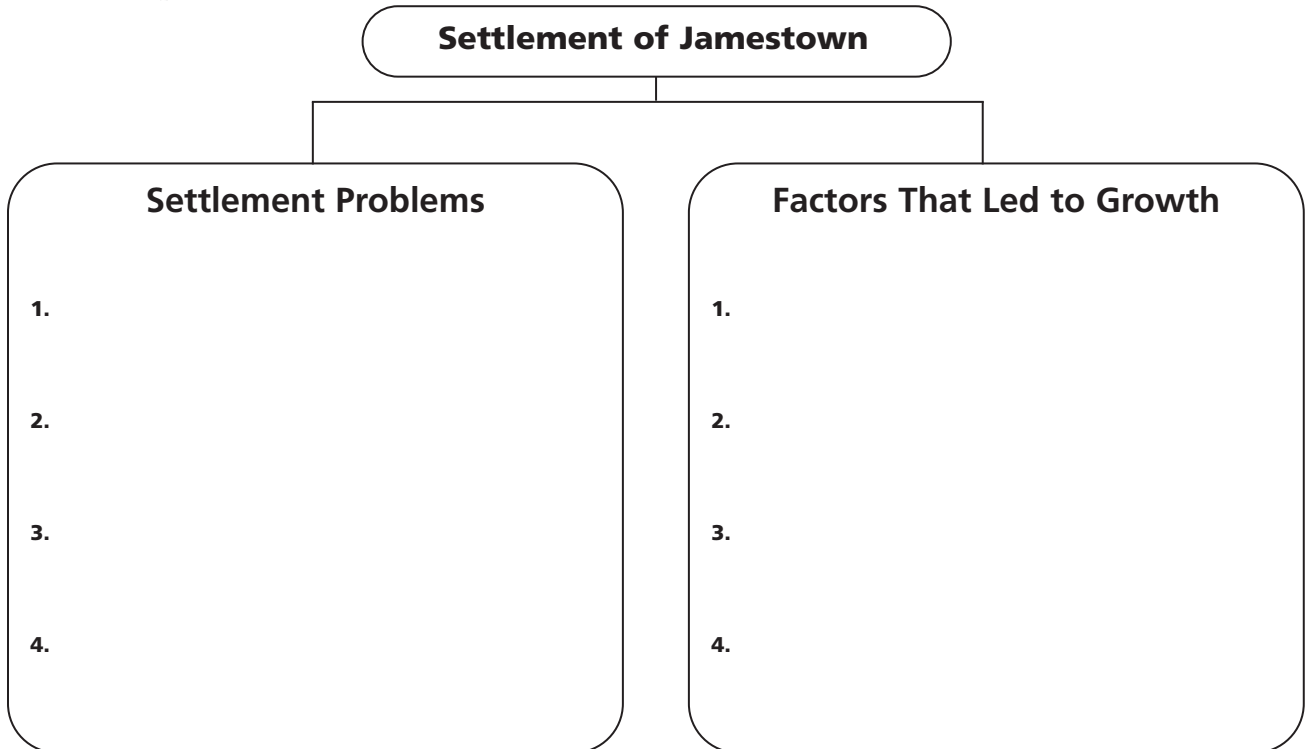 Settlement of Jamestown
Settlement Problems
1.
2.
3.
4.
Factors That Led to Growth
1.
2.
3.
4.